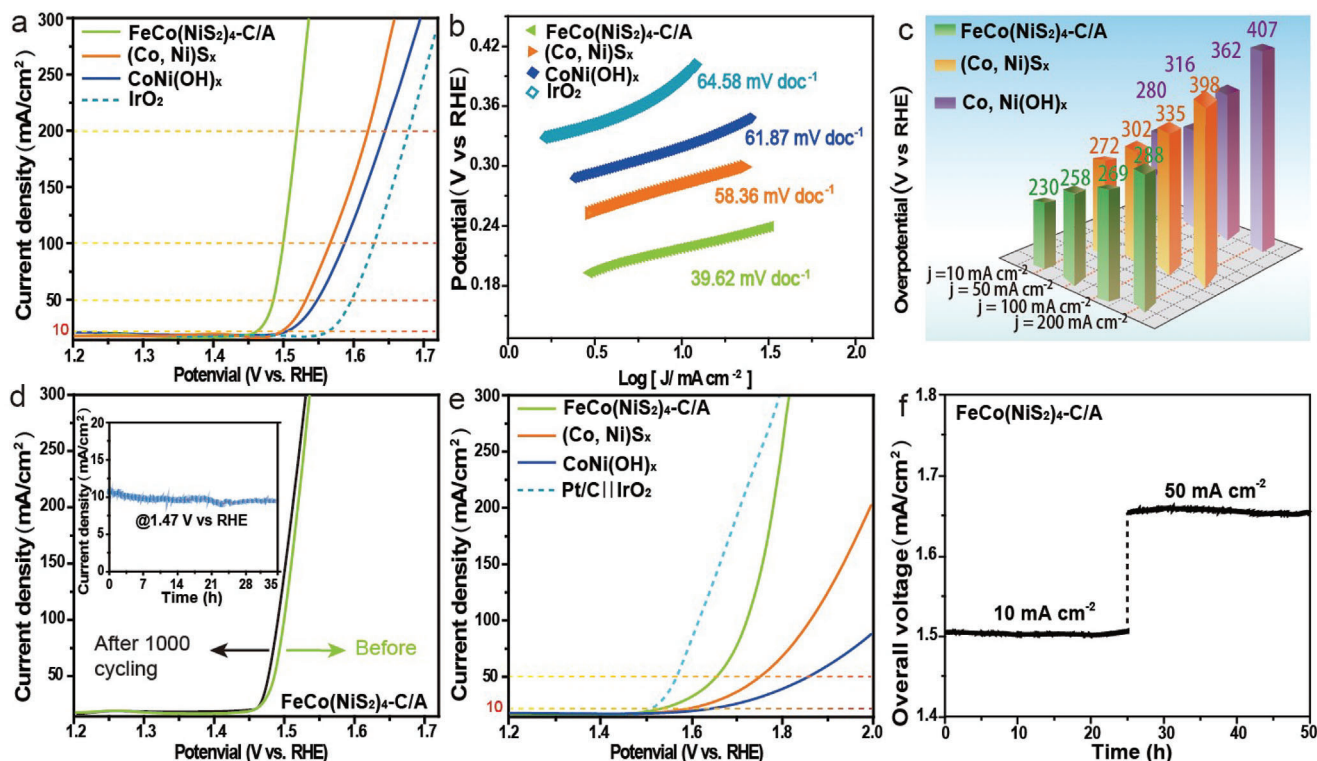 a
300
250
200
150
100
50
10
Current density (mA/cm²)
1.2 1.3 1.4 1.5 1.6 1.7
Potenvial (V vs. RHE)
FeCo(NiS₂)₄-C/A
(Co, Ni)Sₓ
CoNi(OH)ₓ
IrO₂
b
0.42
0.36
0.30
0.24
0.18
Potential (V vs RHE)
0.0 0.5 1.0 1.5 2.0
Log [ J/ mA cm⁻² ]
FeCo(NiS₂)₄-C/A
(Co, Ni)Sₓ
CoNi(OH)ₓ
IrO₂
64.58 mV doc⁻¹
61.87 mV doc⁻¹
58.36 mV doc⁻¹
39.62 mV doc⁻¹
c
Overpotential (V vs RHE)
FeCo(NiS₂)₄-C/A
(Co, Ni)Sₓ
Co, Ni(OH)ₓ
280 316 362 407
272 302 335 398
230 258 269 288
j =10 mA cm⁻²
j = 50 mA cm⁻²
j = 100 mA cm⁻²
j = 200 mA cm⁻²
d
300
250
200
150
100
50
Current density (mA/cm²)
1.2 1.3 1.4 1.5 1.6 1.7
Potenvial (V vs. RHE)
20
15
10
5
0
Current density (mA/cm²)
@1.47 V vs RHE
0 7 14 21 28 35
Time (h)
After 1000
cycling
Before
FeCo(NiS₂)₄-C/A
e
300
250
200
150
100
50
10
Current density (mA/cm²)
1.2 1.4 1.6 1.8 2.0
Potenvial (V vs. RHE)
FeCo(NiS₂)₄-C/A
(Co, Ni)Sₓ
CoNi(OH)ₓ
Pt/C||IrO₂
f
1.8
1.7
1.6
1.5
1.4
Overall voltage (mA/cm²)
0 10 20 30 40 50
Time (h)
FeCo(NiS₂)₄-C/A
10 mA cm⁻²
50 mA cm⁻²